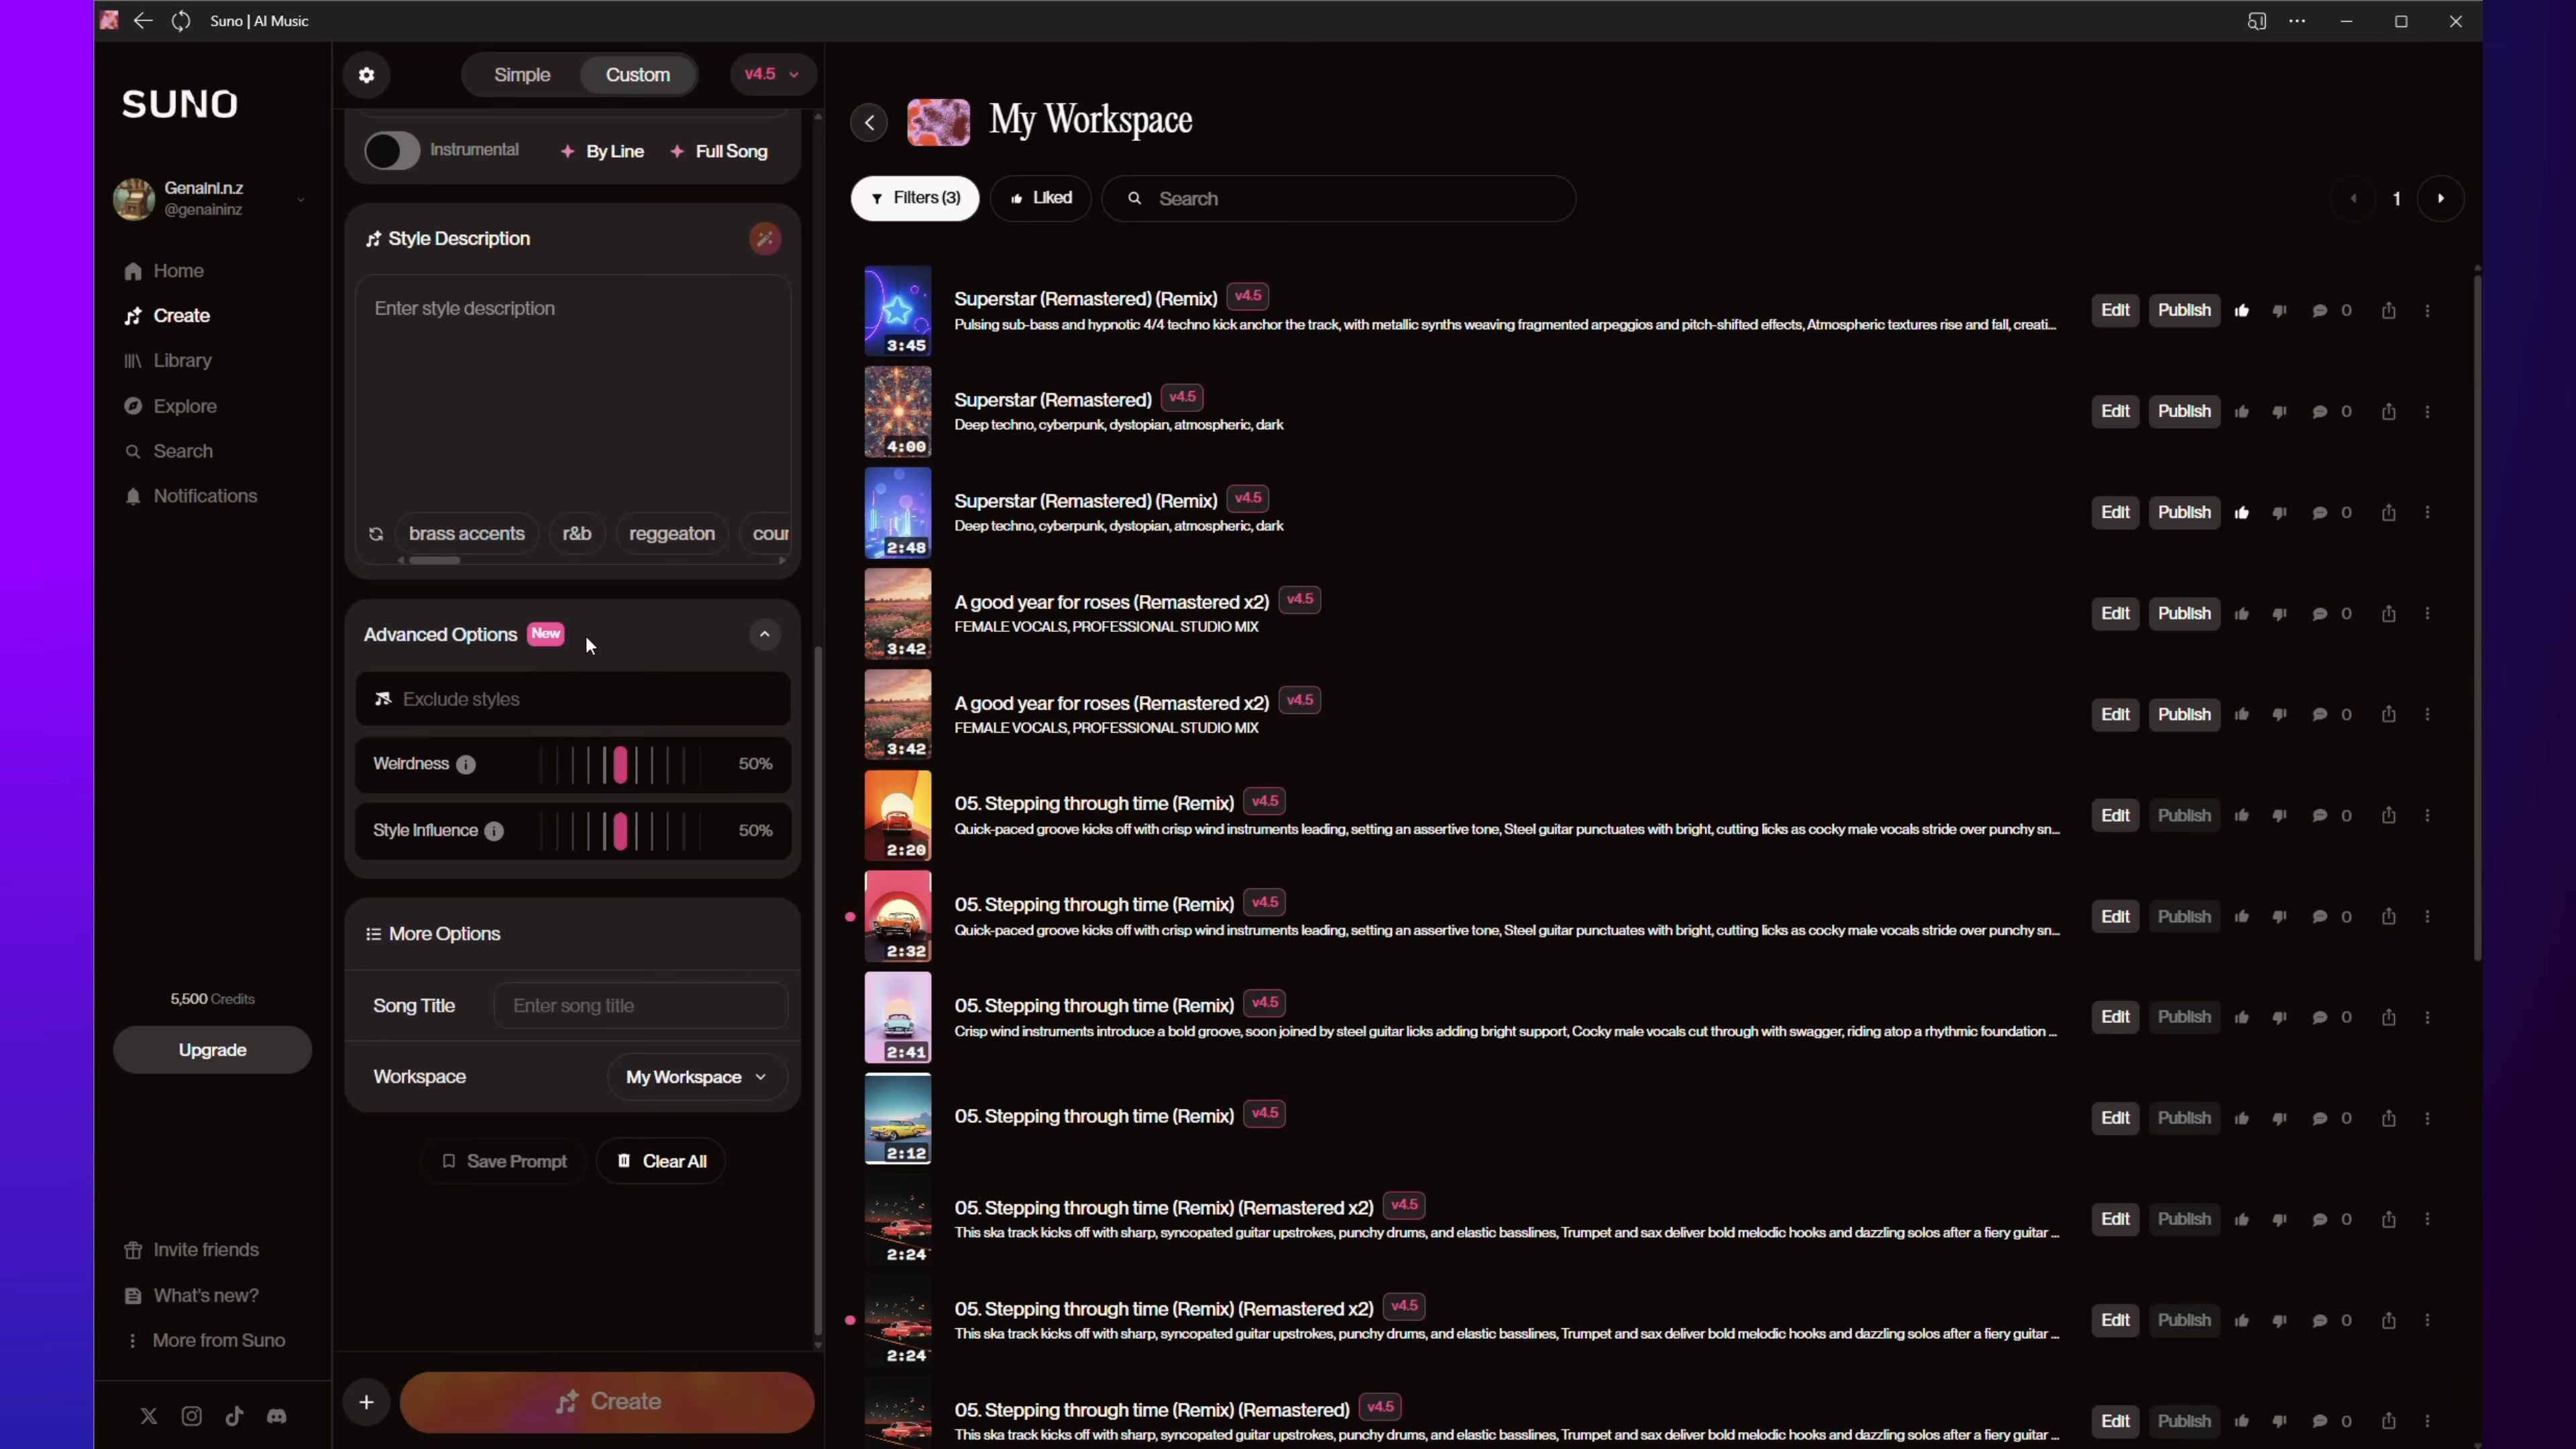 Suno | AI Music
SUNO
Genaini.n.z
@genaininz
Home
Create
Library
Explore
Search
Notifications
5,500 Credits
Upgrade
Invite friends
What's new?
More from Suno
Simple
Custom
v4.5
Instrumental
By Line
Full Song
Style Description
Enter style description
brass accents
r&b
reggeaton
cour
Advanced Options New
Exclude styles
Weirdness
50%
Style Influence
50%
More Options
Song Title
Enter song title
Workspace
My Workspace
Save Prompt
Clear All
Create
My Workspace
Filters (3)
Liked
Search
1
Superstar (Remastered) (Remix) v4.5
Pulsing sub-bass and hypnotic 4/4 techno kick anchor the track, with metallic synths weaving fragmented arpeggios and pitch-shifted effects, Atmospheric textures rise and fall, creati...
3:45
Edit Publish 0
Superstar (Remastered) v4.5
Deep techno, cyberpunk, dystopian, atmospheric, dark
4:00
Edit Publish 0
Superstar (Remastered) (Remix) v4.5
Deep techno, cyberpunk, dystopian, atmospheric, dark
2:48
Edit Publish 0
A good year for roses (Remastered x2) v4.5
FEMALE VOCALS, PROFESSIONAL STUDIO MIX
3:42
Edit Publish 0
A good year for roses (Remastered x2) v4.5
FEMALE VOCALS, PROFESSIONAL STUDIO MIX
3:42
Edit Publish 0
05. Stepping through time (Remix) v4.5
Quick-paced groove kicks off with crisp wind instruments leading, setting an assertive tone, Steel guitar punctuates with bright, cutting licks as cocky male vocals stride over punchy sn...
2:20
Edit Publish 0
05. Stepping through time (Remix) v4.5
Quick-paced groove kicks off with crisp wind instruments leading, setting an assertive tone, Steel guitar punctuates with bright, cutting licks as cocky male vocals stride over punchy sn...
2:32
Edit Publish 0
05. Stepping through time (Remix) v4.5
Crisp wind instruments introduce a bold groove, soon joined by steel guitar licks adding bright support, Cocky male vocals cut through with swagger, riding atop a rhythmic foundation ...
2:41
Edit Publish 0
05. Stepping through time (Remix) v4.5
2:12
Edit Publish 0
05. Stepping through time (Remix) (Remastered x2) v4.5
This ska track kicks off with sharp, syncopated guitar upstrokes, punchy drums, and elastic basslines, Trumpet and sax deliver bold melodic hooks and dazzling solos after a fiery guitar ...
2:24
Edit Publish 0
05. Stepping through time (Remix) (Remastered x2) v4.5
This ska track kicks off with sharp, syncopated guitar upstrokes, punchy drums, and elastic basslines, Trumpet and sax deliver bold melodic hooks and dazzling solos after a fiery guitar ...
2:24
Edit Publish 0
05. Stepping through time (Remix) (Remastered) v4.5
This ska track kicks off with sharp, syncopated guitar upstrokes, punchy drums, and elastic basslines, Trumpet and sax deliver bold melodic hooks and dazzling solos after a fiery guitar ...
Edit Publish 0